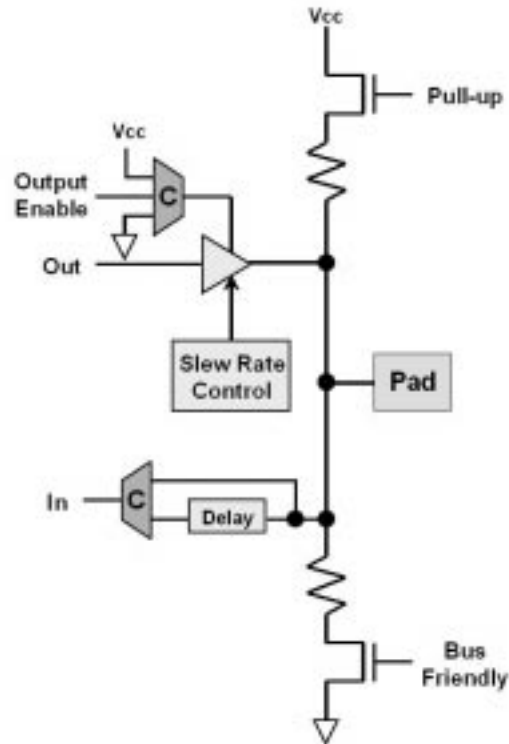 Vcc
Pull-up
Vcc
Output
Enable
C
Out
Slew Rate
Control
Pad
In
C
Delay
Bus
Friendly